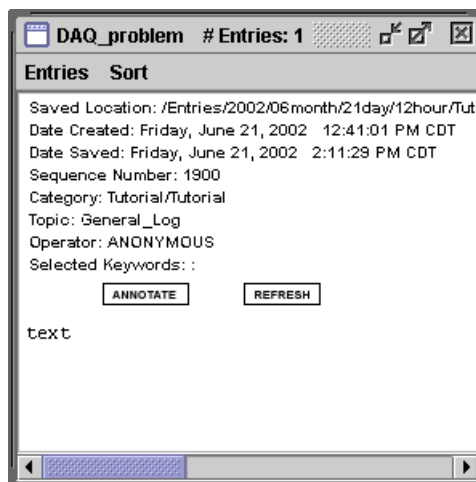 DAQ_problem # Entries: 1
Entries Sort
Saved Location: /Entries/2002/06month/21day/12hour/Tut
Date Created: Friday, June 21, 2002 12:41:01 PM CDT
Date Saved: Friday, June 21, 2002 2:11:29 PM CDT
Sequence Number: 1900
Category: Tutorial/Tutorial
Topic: General_Log
Operator: ANONYMOUS
Selected Keywords: :
ANNOTATE REFRESH
text